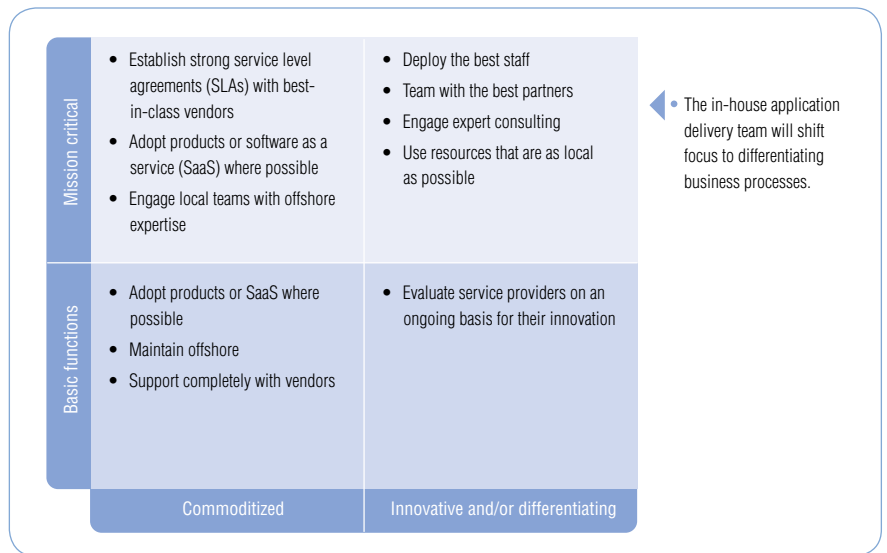 Mission critical
• Establish strong service level
agreements (SLAs) with best-
in-class vendors
• Adopt products or software as a
service (SaaS) where possible
• Engage local teams with offshore
expertise
• Deploy the best staff
• Team with the best partners
• Engage expert consulting
• Use resources that are as local
as possible
• The in-house application
delivery team will shift
focus to differentiating
business processes.
Basic functions
• Adopt products or SaaS where
possible
• Maintain offshore
• Support completely with vendors
• Evaluate service providers on an
ongoing basis for their innovation
Commoditized
Innovative and/or differentiating